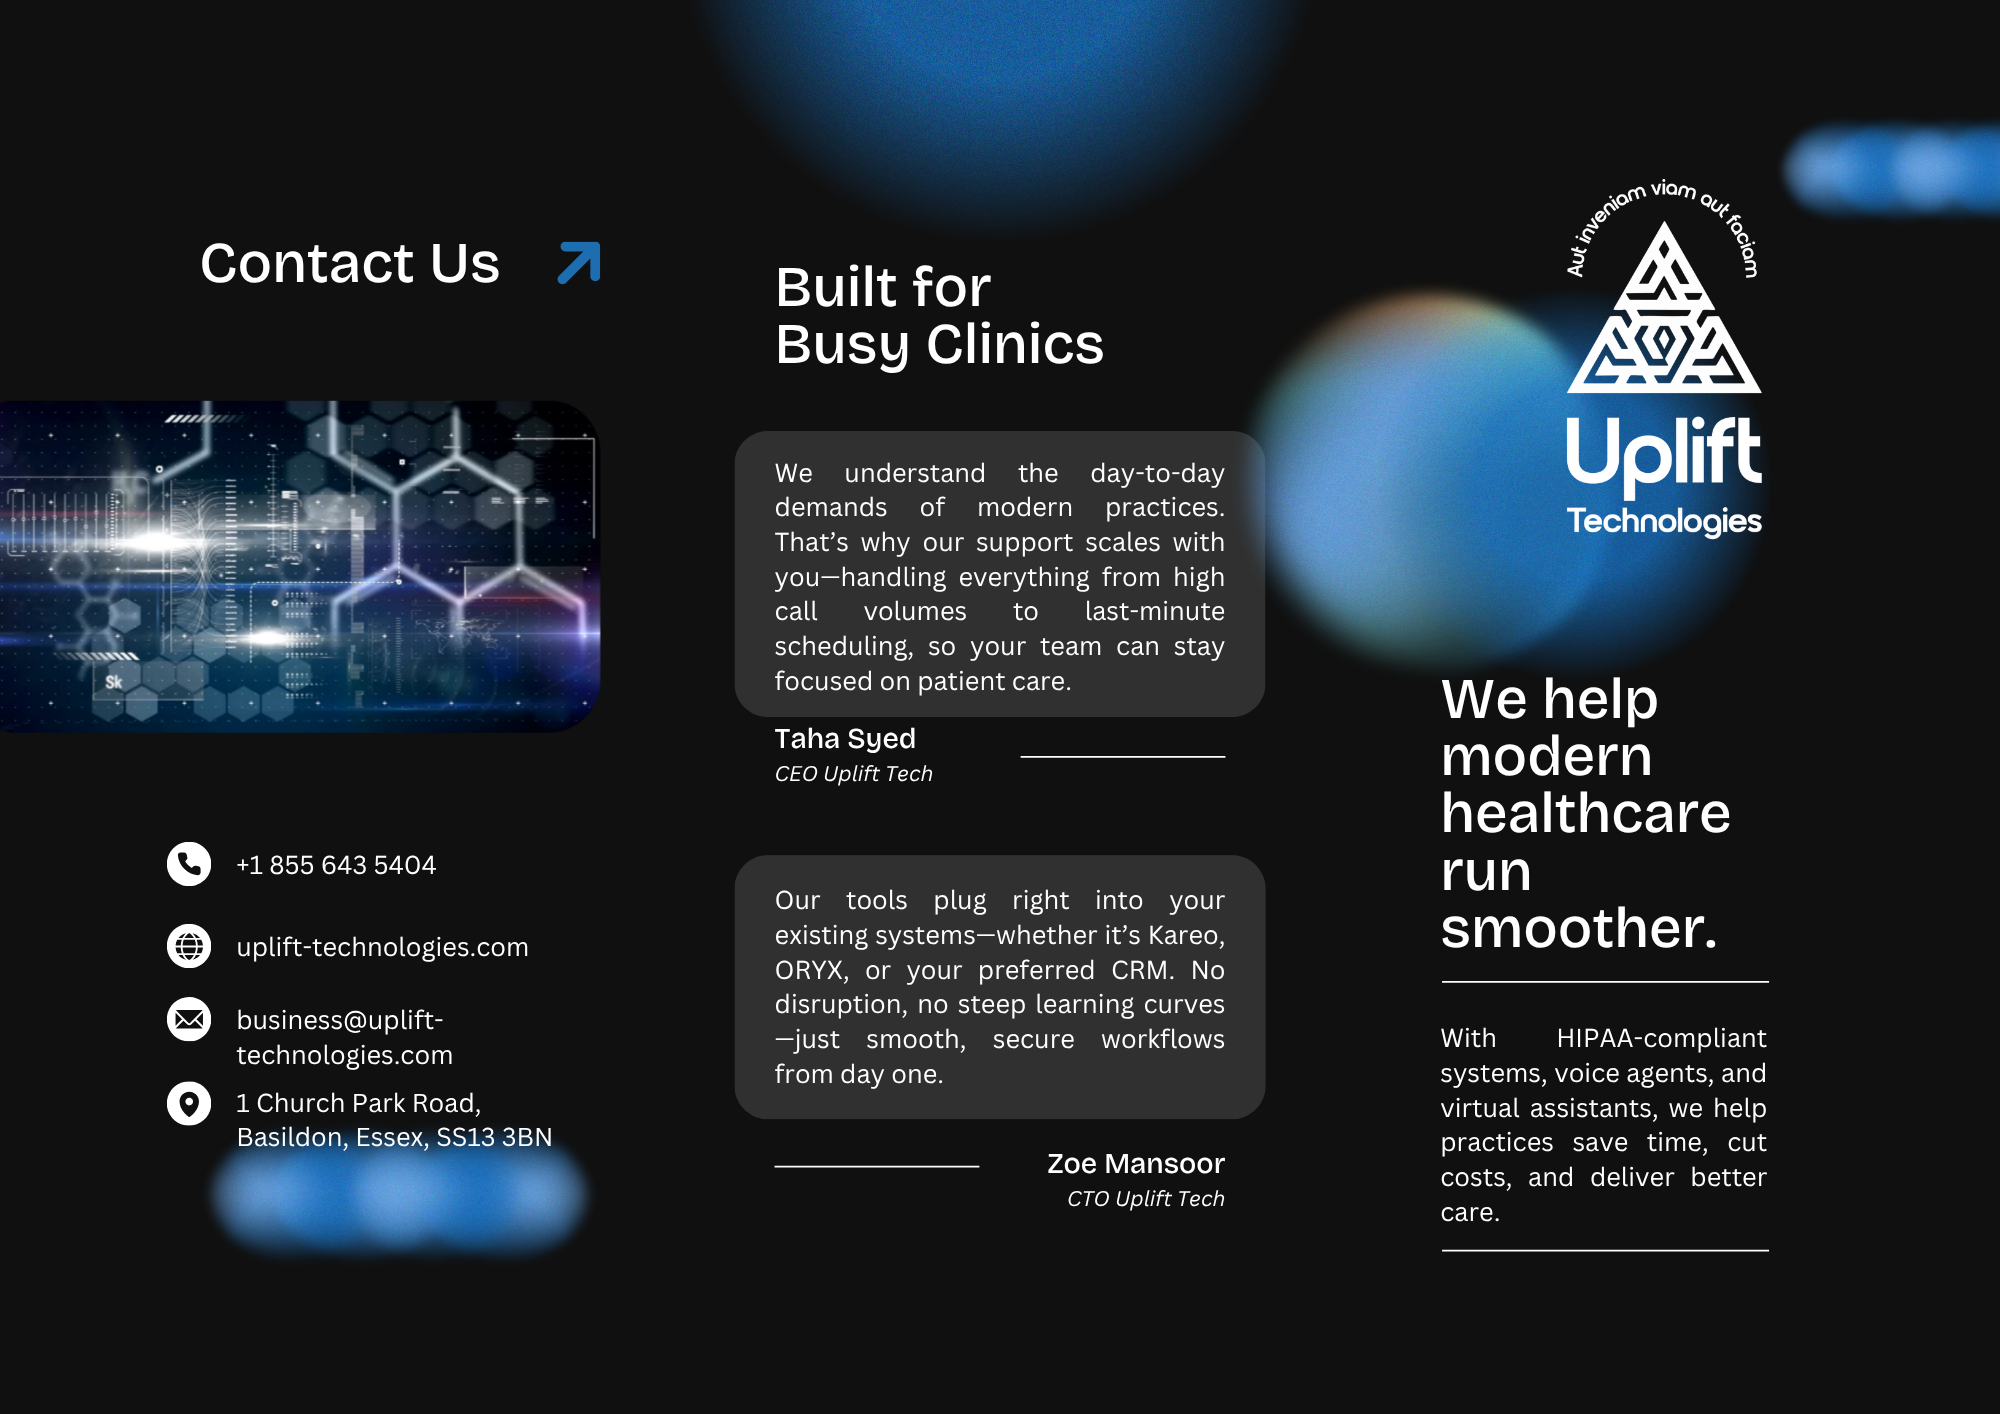 Contact Us
Sk
+1 855 643 5404
uplift-technologies.com
business@uplift-
technologies.com
1 Church Park Road,
Basildon, Essex, SS13 3BN
Built for
Busy Clinics
We understand the day-to-day
demands of modern practices.
That’s why our support scales with
you—handling everything from high
call volumes to last-minute
scheduling, so your team can stay
focused on patient care.
Taha Syed
CEO Uplift Tech
Our tools plug right into your
existing systems—whether it’s Kareo,
ORYX, or your preferred CRM. No
disruption, no steep learning curves
—just smooth, secure workflows
from day one.
Zoe Mansoor
CTO Uplift Tech
Aut inveniam viam aut faciam
Uplift
Technologies
We help
modern
healthcare
run
smoother.
With HIPAA-compliant
systems, voice agents, and
virtual assistants, we help
practices save time, cut
costs, and deliver better
care.